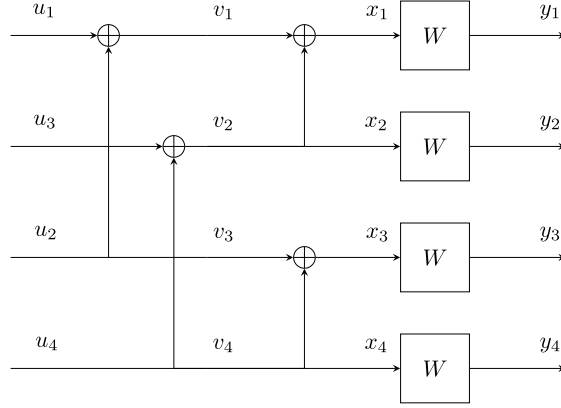 u₁ v₁ x₁ W y₁
u₃ v₂ x₂ W y₂
u₂ v₃ x₃ W y₃
u₄ v₄ x₄ W y₄